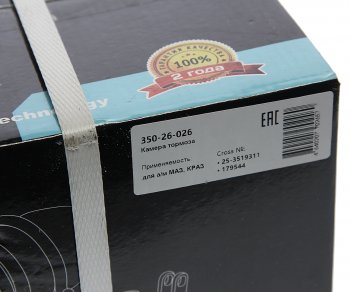 ГАРАНТИЯ КАЧЕСТВА
100%
2 года
echnology
350-26-026
Камера тормоза
EAC
Применяемость
для а/м МАЗ, КРАЗ
Cross №:
• 25-3519311
• 179544